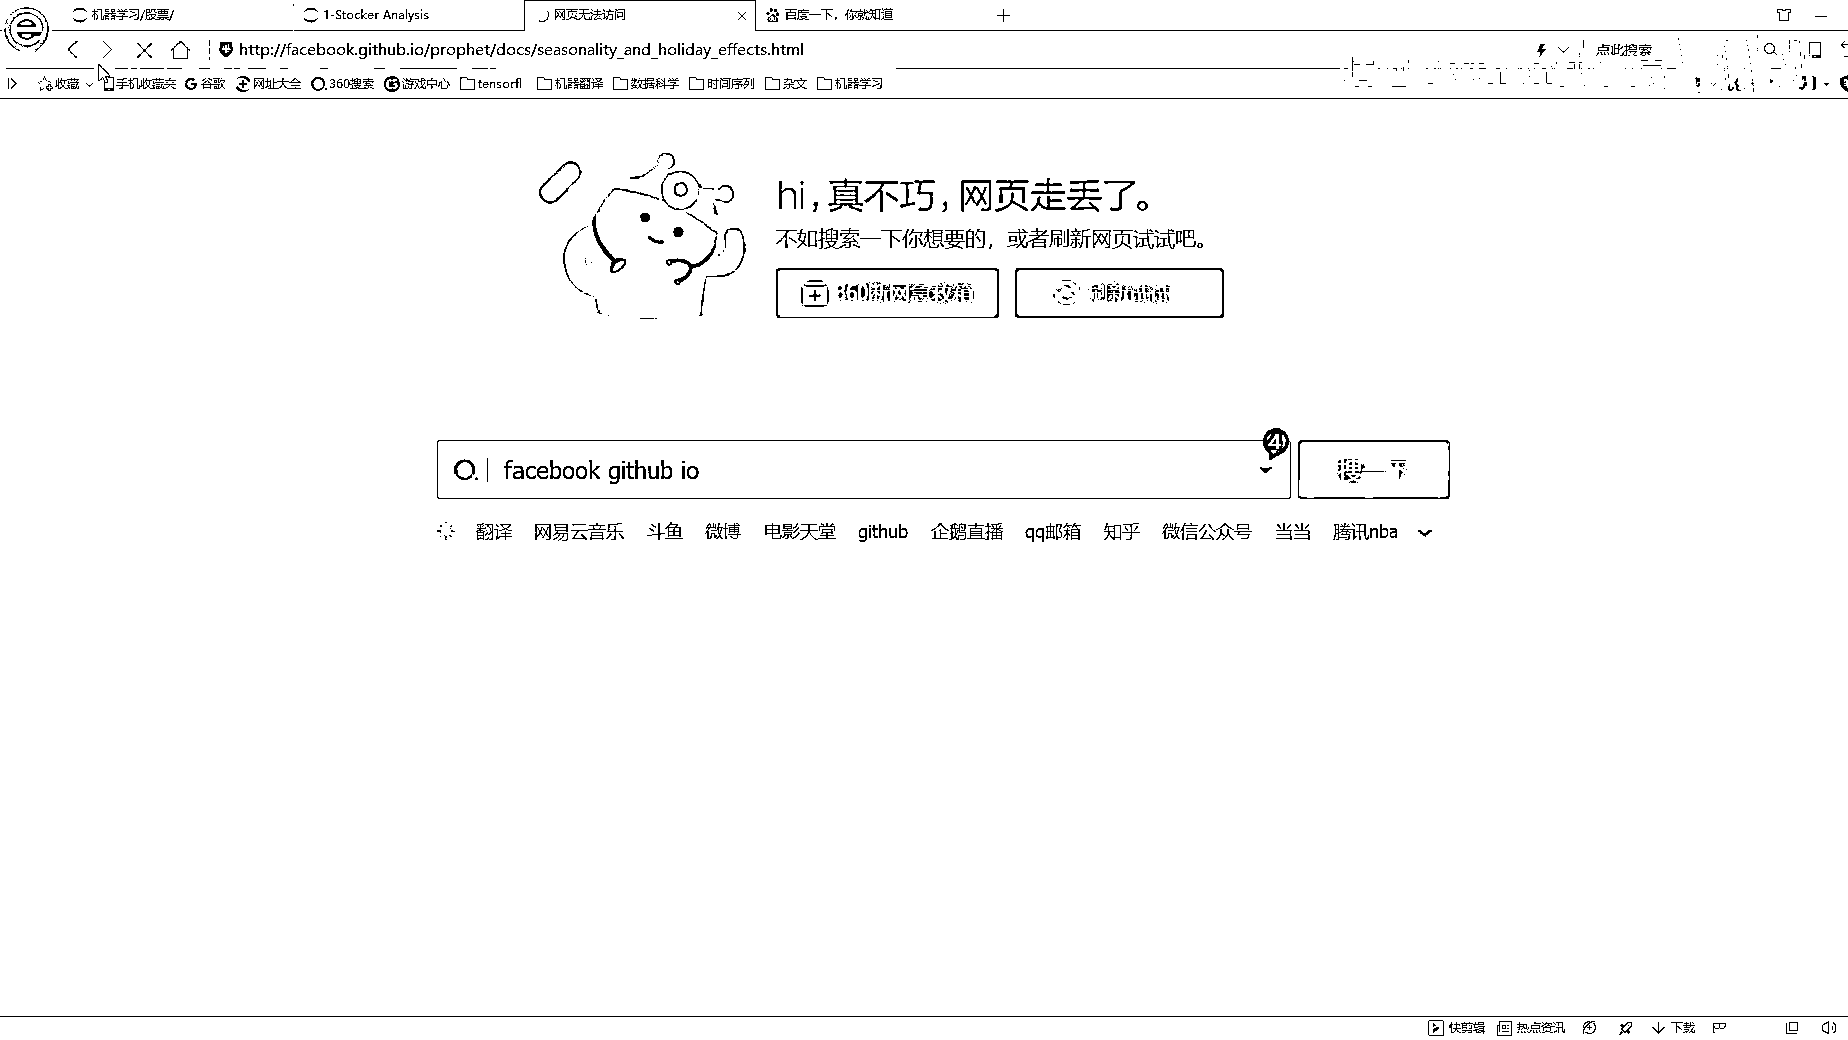 机器学习/股票/ 1-Stocker Analysis 网页无法访问 百度一下，你就知道
http://facebook.github.io/prophet/docs/seasonality_and_holiday_effects.html 点此搜索
收藏 手机收藏夹 谷歌 网址大全 360搜索 游戏中心 tensorfl 机器翻译 数据科学 时间序列 杂文 机器学习
hi,真不巧,网页走丢了。
不如搜索一下你想要的，或者刷新网页试试吧。
360断网急救箱 刷新试试
4
facebook github io 搜一下
翻译 网易云音乐 斗鱼 微博 电影天堂 github 企鹅直播 qq邮箱 知乎 微信公众号 当当 腾讯nba
快剪辑 热点资讯 下载